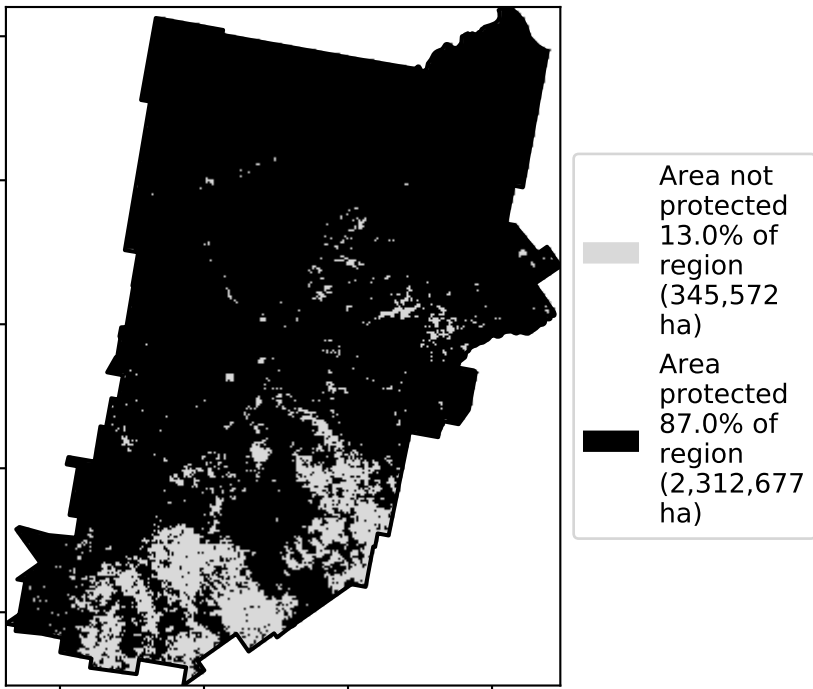 Area not
protected
13.0% of
region
(345,572
ha)
Area
protected
87.0% of
region
(2,312,677
ha)